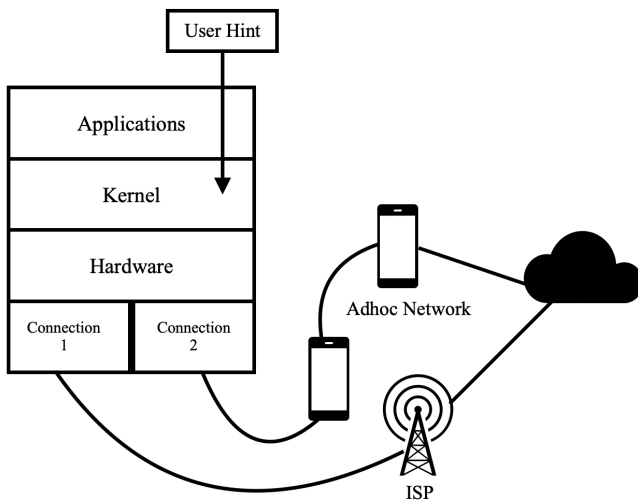 User Hint
Applications
Kernel
Hardware
Connection
1
Connection
2
Adhoc Network
ISP